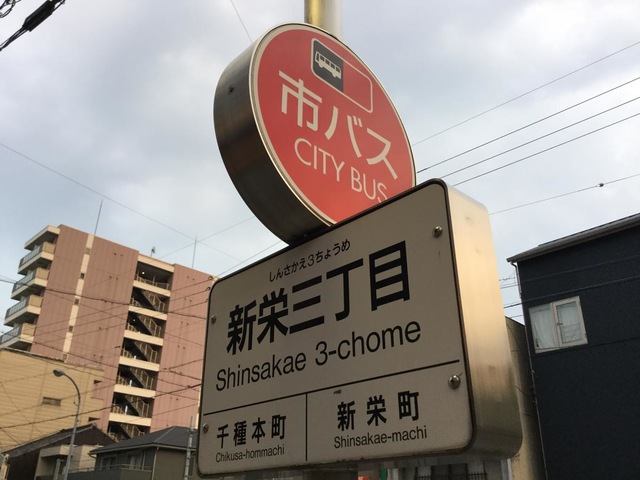 市バス
CITY BUS
しんさかえ3ちょうめ
新栄三丁目
Shinsakae 3-chome
千種本町
Chikusa-hommachi
新栄町
Shinsakae-machi